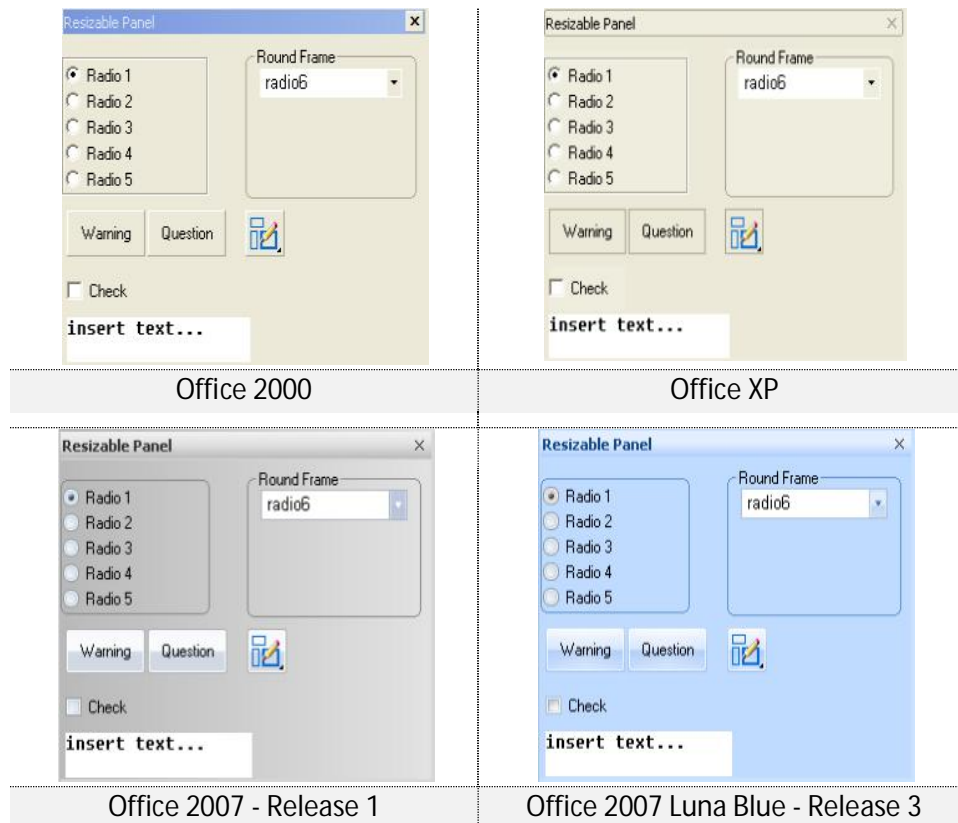 Resizable Panel
Round Frame
Radio 1
radio6
Radio 2
Radio 3
Radio 4
Radio 5
Warning Question
Check
insert text...
Office 2000
Resizable Panel
Round Frame
Radio 1
radio6
Radio 2
Radio 3
Radio 4
Radio 5
Warning Question
Check
insert text...
Office XP
Resizable Panel
Round Frame
Radio 1
radio6
Radio 2
Radio 3
Radio 4
Radio 5
Warning Question
Check
insert text...
Office 2007 - Release 1
Resizable Panel
Round Frame
Radio 1
radio6
Radio 2
Radio 3
Radio 4
Radio 5
Warning Question
Check
insert text...
Office 2007 Luna Blue - Release 3